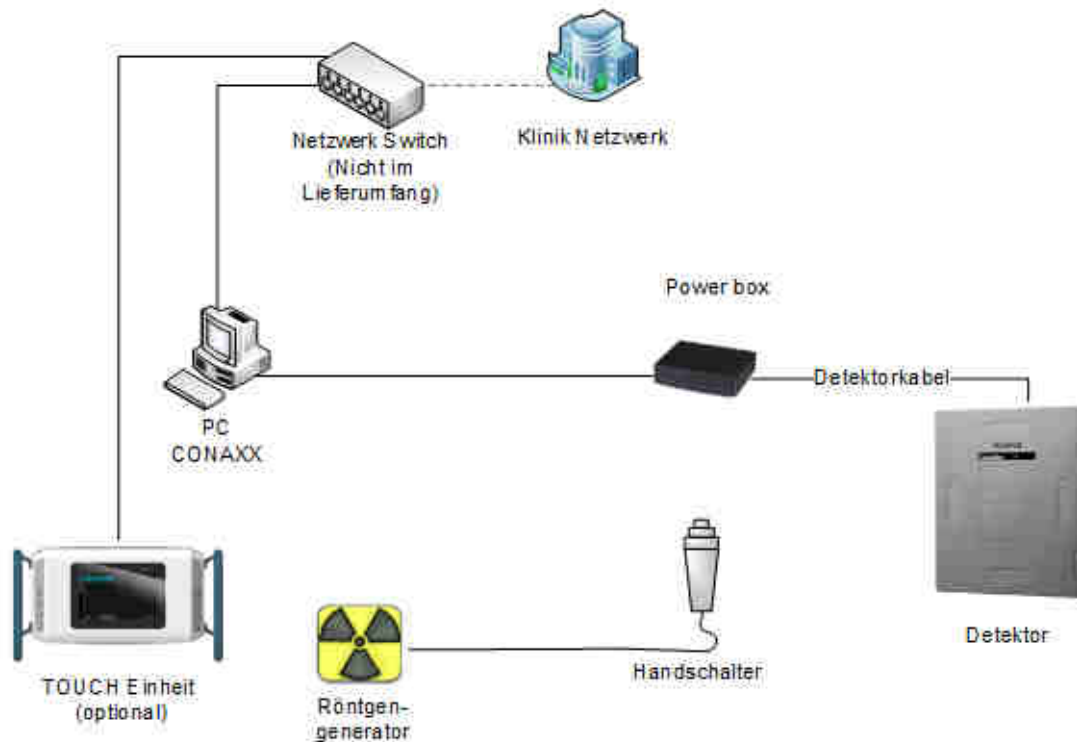 Netzwerk Switch
(Nicht im
Lieferumfang)
Klinik Netzwerk
Power box
Detektorkabel
PC
CONAXX
Detektor
Handschalter
TOUCH Einheit
(optional)
Röntgen-
generator